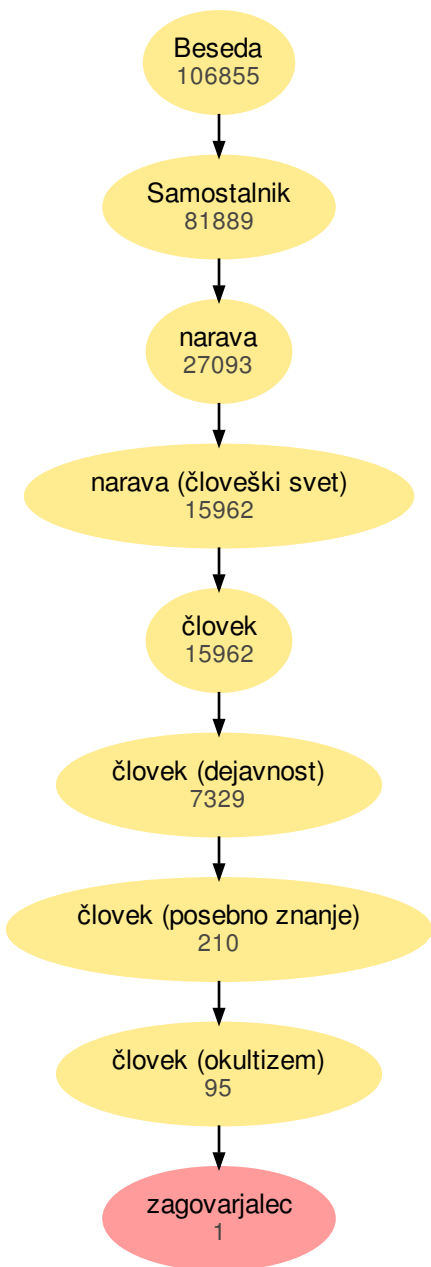 Beseda
106855
Samostalnik
81889
narava
27093
narava (človeški svet)
15962
človek
15962
človek (dejavnost)
7329
človek (posebno znanje)
210
človek (okultizem)
95
zagovarjalec
1